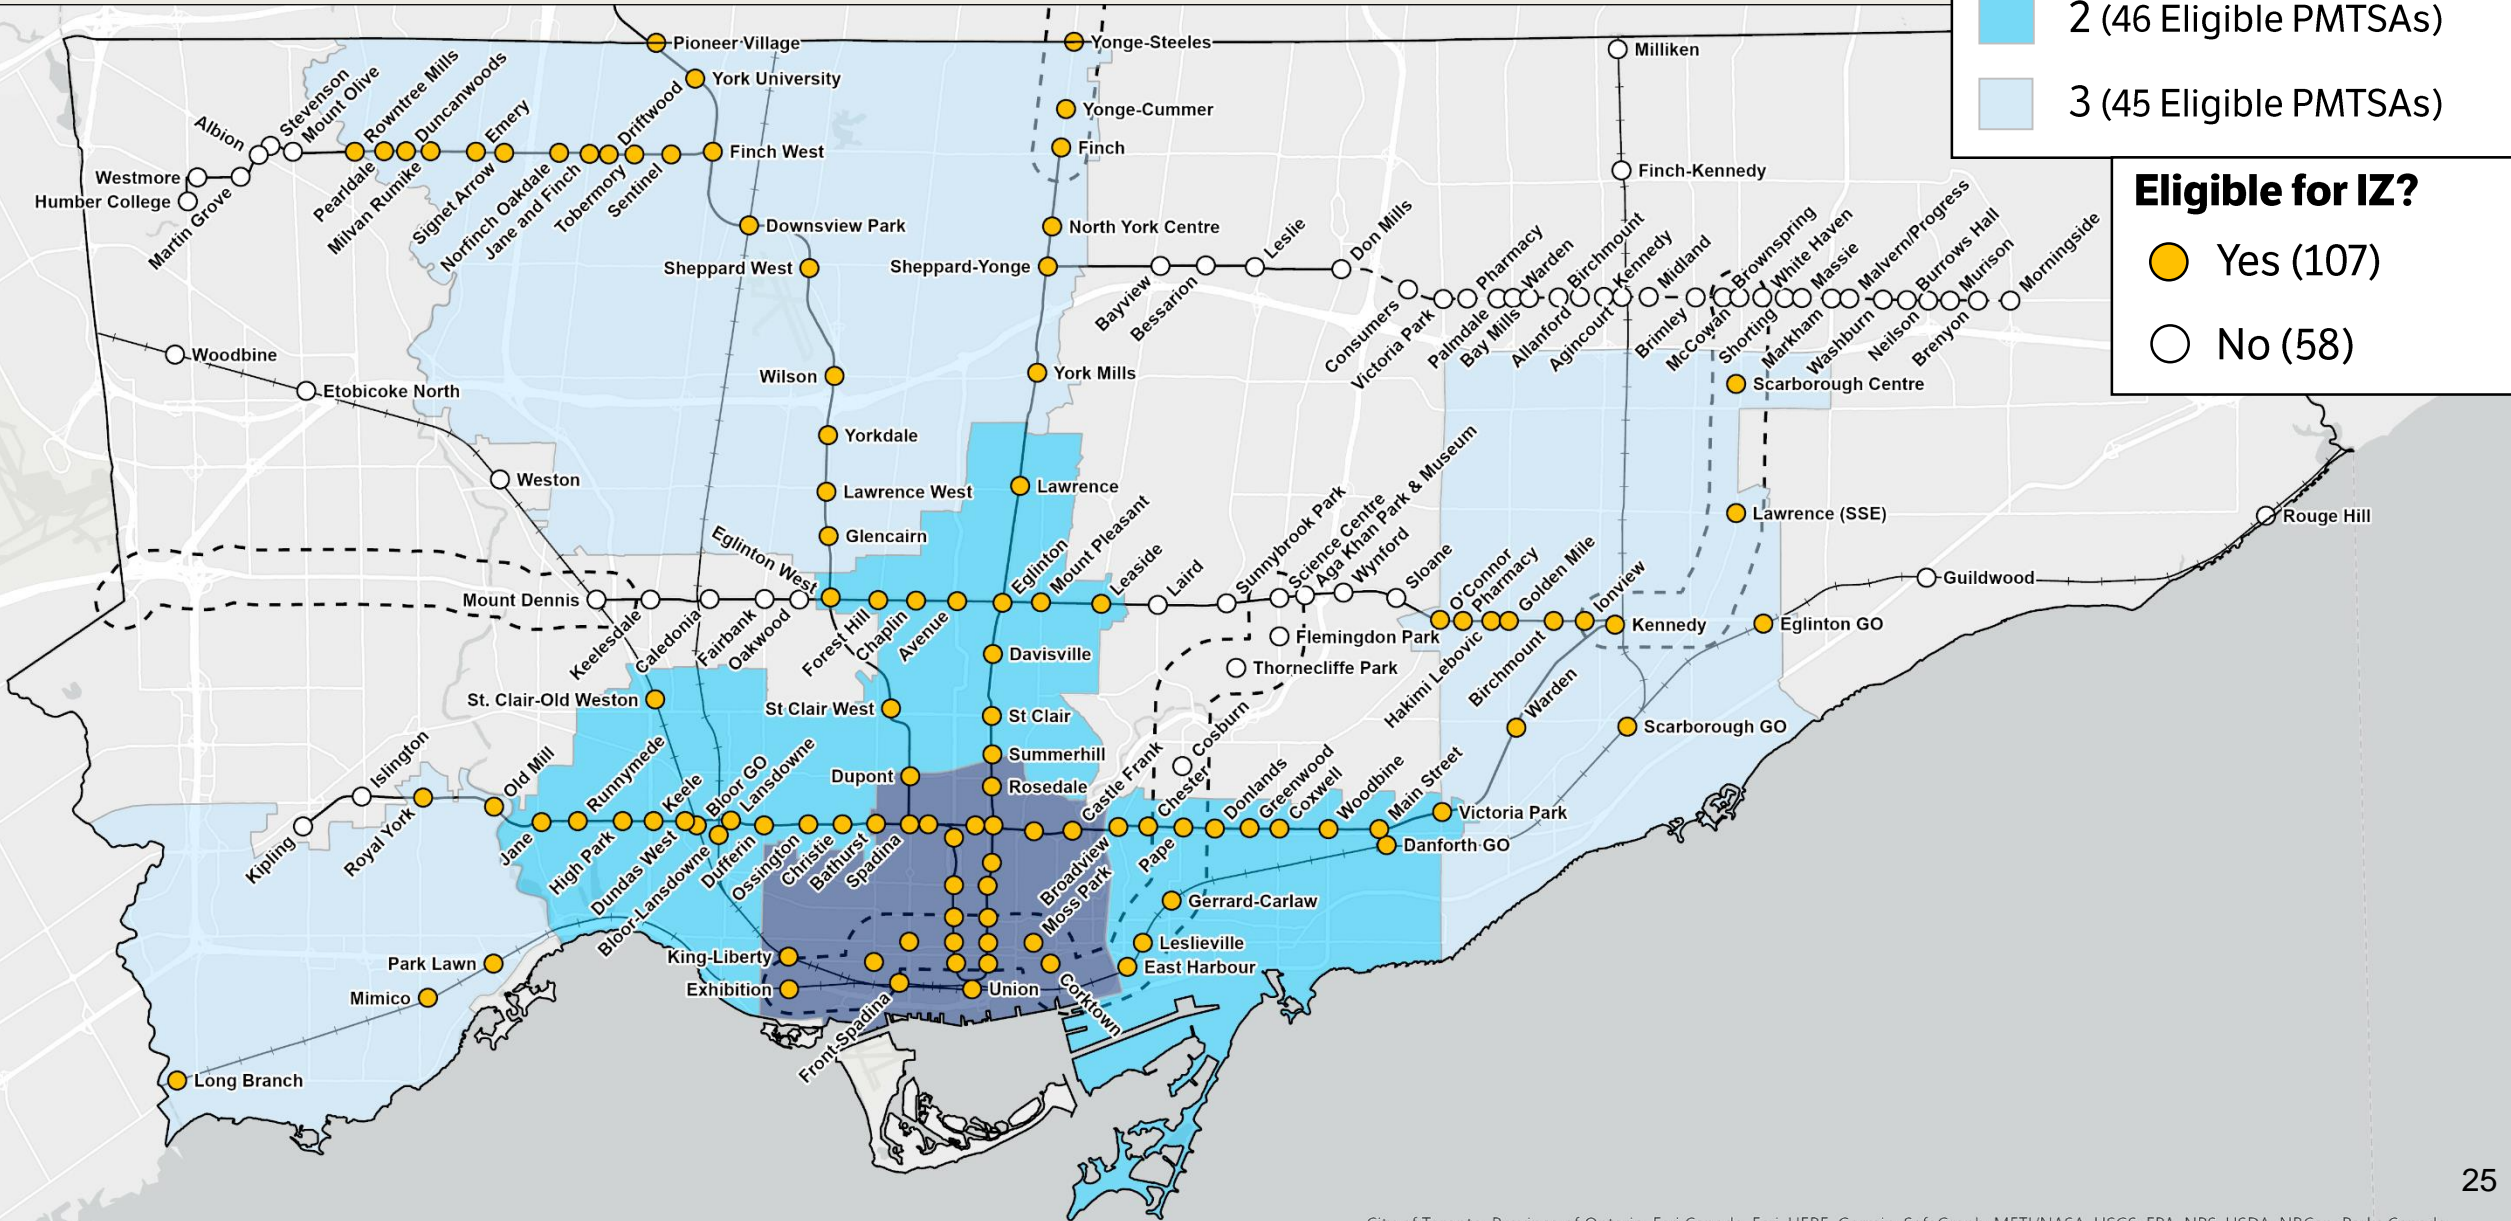 2 (46 Eligible PMTSAs)
3 (45 Eligible PMTSAs)
Eligible for IZ?
Yes (107)
No (58)
Pioneer Village
Yonge-Steeles
Milliken
York University
Yonge-Cummer
Finch
Finch West
Finch-Kennedy
Albion
Stevenson
Mount Olive
Rowntree Mills
Duncanwoods
Emery
Driftwood
Westmore
Humber College
Martin Grove
Pearldale
Milvan Rumike
Signet Arrow
Norfinch Oakdale
Jane and Finch
Tobermory
Sentinel
Downsview Park
North York Centre
Sheppard West
Sheppard-Yonge
Bayview
Bessarion
Leslie
Don Mills
Consumers
Victoria Park
Pharmacy
Palmdale
Bay Mills
Warden
Allanford
Birchmount
Agincourt
Kennedy
Midland
Brimley
McCowan
Brownspring
White Haven
Shorting
Massie
Markham
Malvern/Progress
Washburn
Burrows Hall
Neilson
Murison
Brenyon
Morningside
Woodbine
Etobicoke North
Wilson
York Mills
Scarborough Centre
Yorkdale
Weston
Lawrence West
Lawrence
Lawrence (SSE)
Rouge Hill
Glencairn
Eglinton West
Eglinton
Mount Pleasant
Leaside
Laird
Sunnybrook Park
Science Centre
Aga Khan Park & Museum
Wynford
Sloane
O'Connor
Pharmacy
Golden Mile
Ionview
Guildwood
Mount Dennis
Keelesdale
Caledonia
Fairbank
Oakwood
Forest Hill
Chaplin
Avenue
Flemingdon Park
Thornecliffe Park
Hakimi Lebovic
Birchmount
Kennedy
Eglinton GO
Davisville
St. Clair-Old Weston
St Clair West
St Clair
Cosburn
Warden
Scarborough GO
Summerhill
Dupont
Rosedale
Islington
Kipling
Royal York
Old Mill
Jane
Runnymede
High Park
Keele
Dundas West
Bloor GO
Bloor-Lansdowne
Lansdowne
Dufferin
Ossington
Christie
Bathurst
Spadina
Castle Frank
Broadview
Chester
Pape
Donlands
Greenwood
Coxwell
Woodbine
Main Street
Victoria Park
Danforth GO
Moss Park
Gerrard-Carlaw
Leslieville
East Harbour
King-Liberty
Exhibition
Front-Spadina
Union
Corktown
Park Lawn
Mimico
Long Branch
25